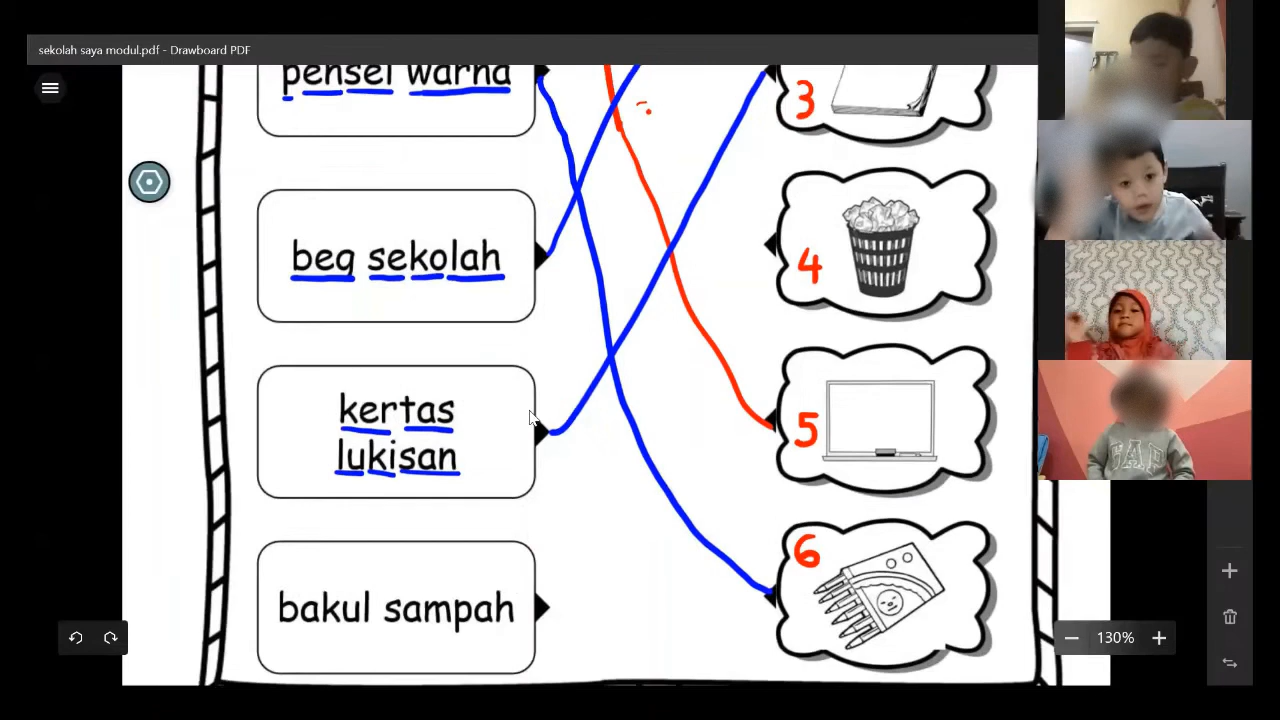 sekolah saya modul.pdf - Drawboard PDF
pensel warna
3
beg sekolah
4
kertas
lukisan
5
bakul sampah
6
GAP
130%